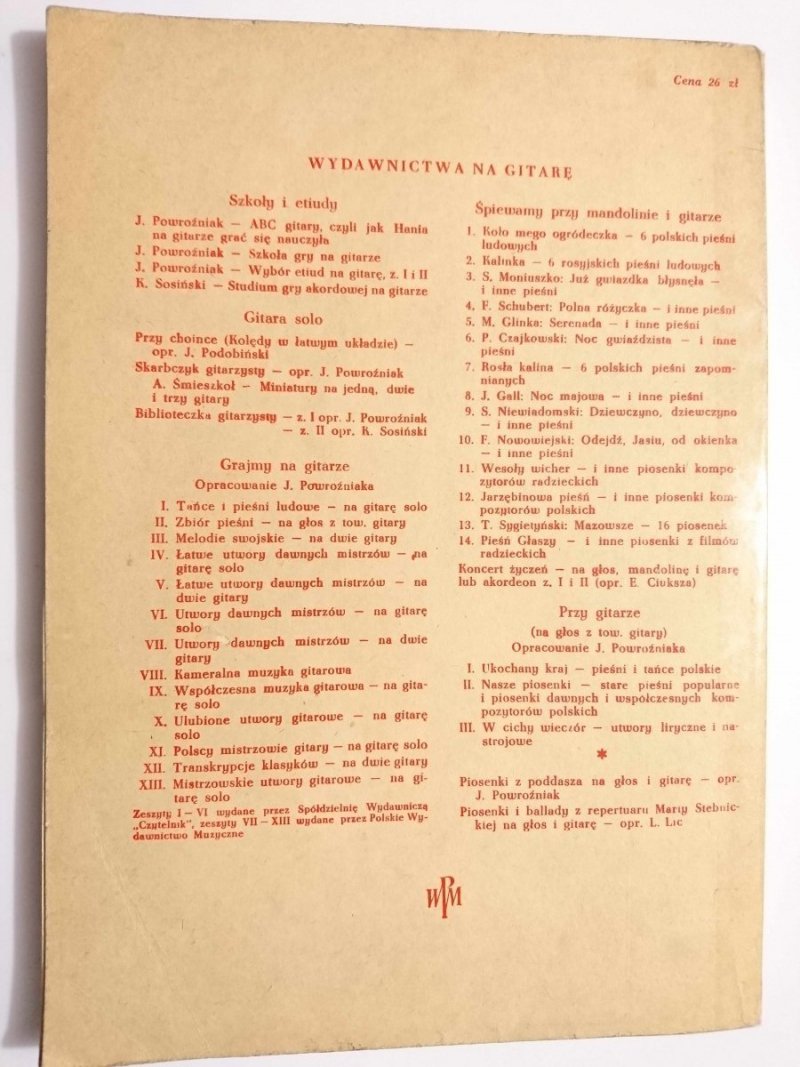 Cena 26 zł
WYDAWNICTWA NA GITARĘ
Szkoły i etiudy
J. Powroźniak – ABC gitary, czyli jak Hania
na gitarze grać się nauczyła
J. Powroźniak – Szkoła gry na gitarze
J. Powroźniak – Wybór etiud na gitarę, z. I i II
K. Sosiński – Studium gry akordowej na gitarze
Gitara solo
Przy choince (Kolędy w łatwym układzie) –
opr. J. Podobiński
Skarbczyk gitarzysty – opr. J. Powroźniak
A. Śmieszkoł – Miniatury na jedną, dwie
i trzy gitary
Biblioteczka gitarzysty – z. I opr. J. Powroźniak
– z. II opr. K. Sosiński
Grajmy na gitarze
Opracowanie J. Powroźniaka
I. Tańce i pieśni ludowe – na gitarę solo
II. Zbiór pieśni – na głos z tow. gitary
III. Melodie swojskie – na dwie gitary
IV. Łatwe utwory dawnych mistrzów – na
gitarę solo
V. Łatwe utwory dawnych mistrzów – na
dwie gitary
VI. Utwory dawnych mistrzów – na gitarę
solo
VII. Utwory dawnych mistrzów – na dwie
gitary
VIII. Kameralna muzyka gitarowa
IX. Współczesna muzyka gitarowa – na gita-
rę solo
X. Ulubione utwory gitarowe – na gitarę
solo
XI. Polscy mistrzowie gitary – na gitarę solo
XII. Transkrypcje klasyków – na dwie gitary
XIII. Mistrzowskie utwory gitarowe – na gi-
tarę solo
Zeszyty I – VI wydane przez Spółdzielnię Wydawniczą
„Czytelnik", zeszyty VII – XIII wydane przez Polskie Wy-
dawnictwo Muzyczne
Śpiewamy przy mandolinie i gitarze
1. Koło mego ogródeczka – 6 polskich pieśni
ludowych
2. Kalinka – 6 rosyjskich pieśni ludowych
3. S. Moniuszko: Już gwiazdka błysnęła –
i inne pieśni
4. F. Schubert: Polna różyczka – i inne pieśni
5. M. Glinka: Serenada – i inne pieśni
6. P. Czajkowski: Noc gwiaździsta – i inne
pieśni
7. Rosła kalina – 6 polskich pieśni zapom-
nianych
8. J. Gall: Noc majowa – i inne pieśni
9. S. Niewiadomski: Dziewczyno, dziewczyno
– i inne pieśni
10. F. Nowowiejski: Odejdź, Jasiu, od okienka
– i inne pieśni
11. Wesoły wicher – i inne piosenki kompo-
zytorów radzieckich
12. Jarzębinowa pieśń – i inne piosenki kom-
pozytorów polskich
13. T. Sygietyński: Mazowsze – 16 piosenek
14. Pieśń Głaszy – i inne piosenki z filmów
radzieckich
Koncert życzeń – na głos, mandolinę i gitarę
lub akordeon z. I i II (opr. E. Ciuksza)
Przy gitarze
(na głos z tow. gitary)
Opracowanie J. Powroźniaka
I. Ukochany kraj – pieśni i tańce polskie
II. Nasze piosenki – stare pieśni popularne
i piosenki dawnych i współczesnych kom-
pozytorów polskich
III. W cichy wieczór – utwory liryczne i na-
strojowe
*
Piosenki z poddasza na głos i gitarę – opr.
J. Powroźniak
Piosenki i ballady z repertuaru Marty Stebnic-
kiej na głos i gitarę – opr. L. Lic
PWM